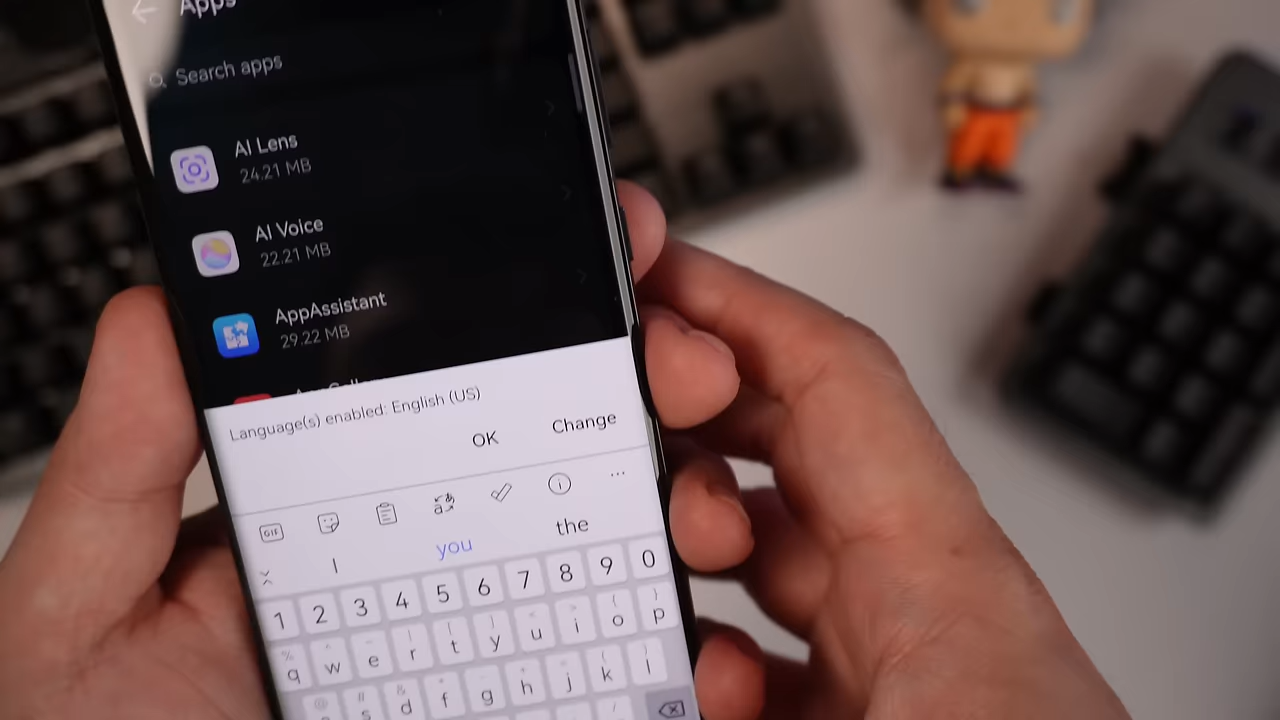 Apps
Search apps
AI Lens
24.21 MB
AI Voice
22.21 MB
AppAssistant
29.22 MB
Language(s) enabled: English (US)
OK Change
GIF
I you the
1 2 3 4 5 6 7 8 9 0
q w e r t y u i o p
s d f g h j k l